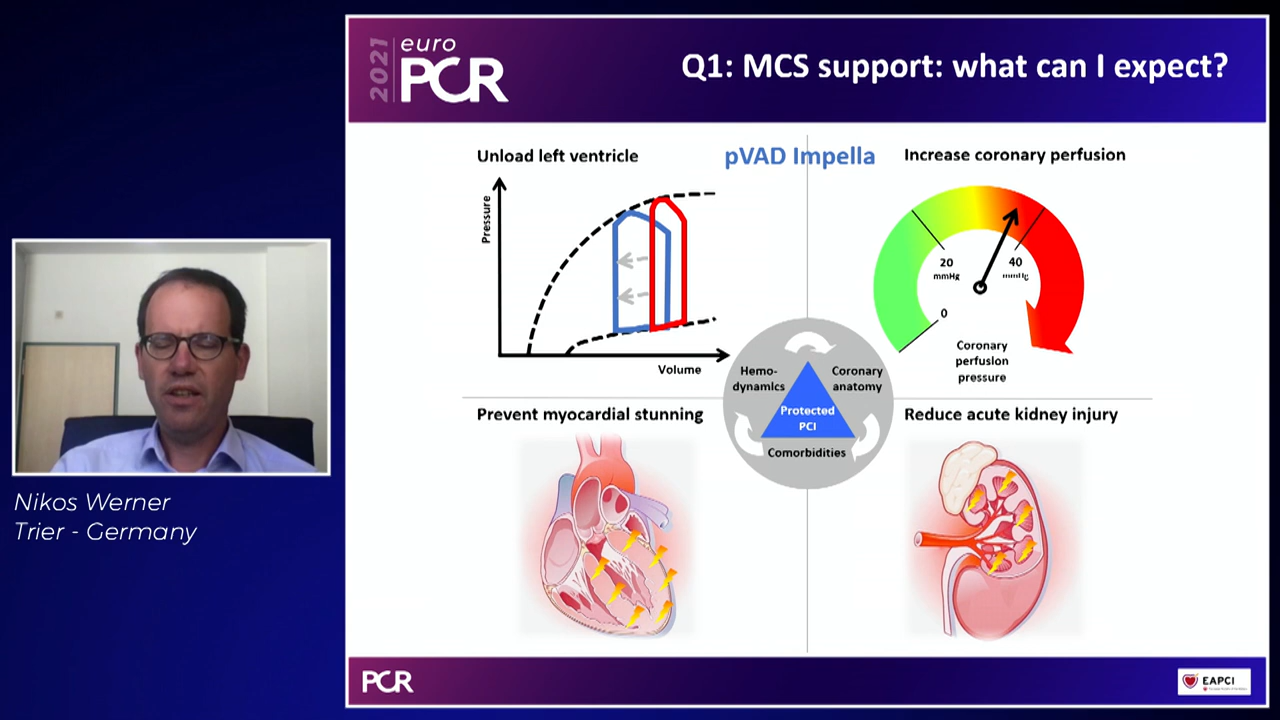 2021
euro
PCR
Q1: MCS support: what can I expect?
Unload left ventricle
pVAD Impella
Increase coronary perfusion
Pressure
Volume
20
mmHg
40
mmHg
0
Coronary
perfusion
pressure
Hemo-
dynamics
Coronary
anatomy
Protected
PCI
Comorbidities
Prevent myocardial stunning
Reduce acute kidney injury
Nikos Werner
Trier - Germany
PCR
EAPCI